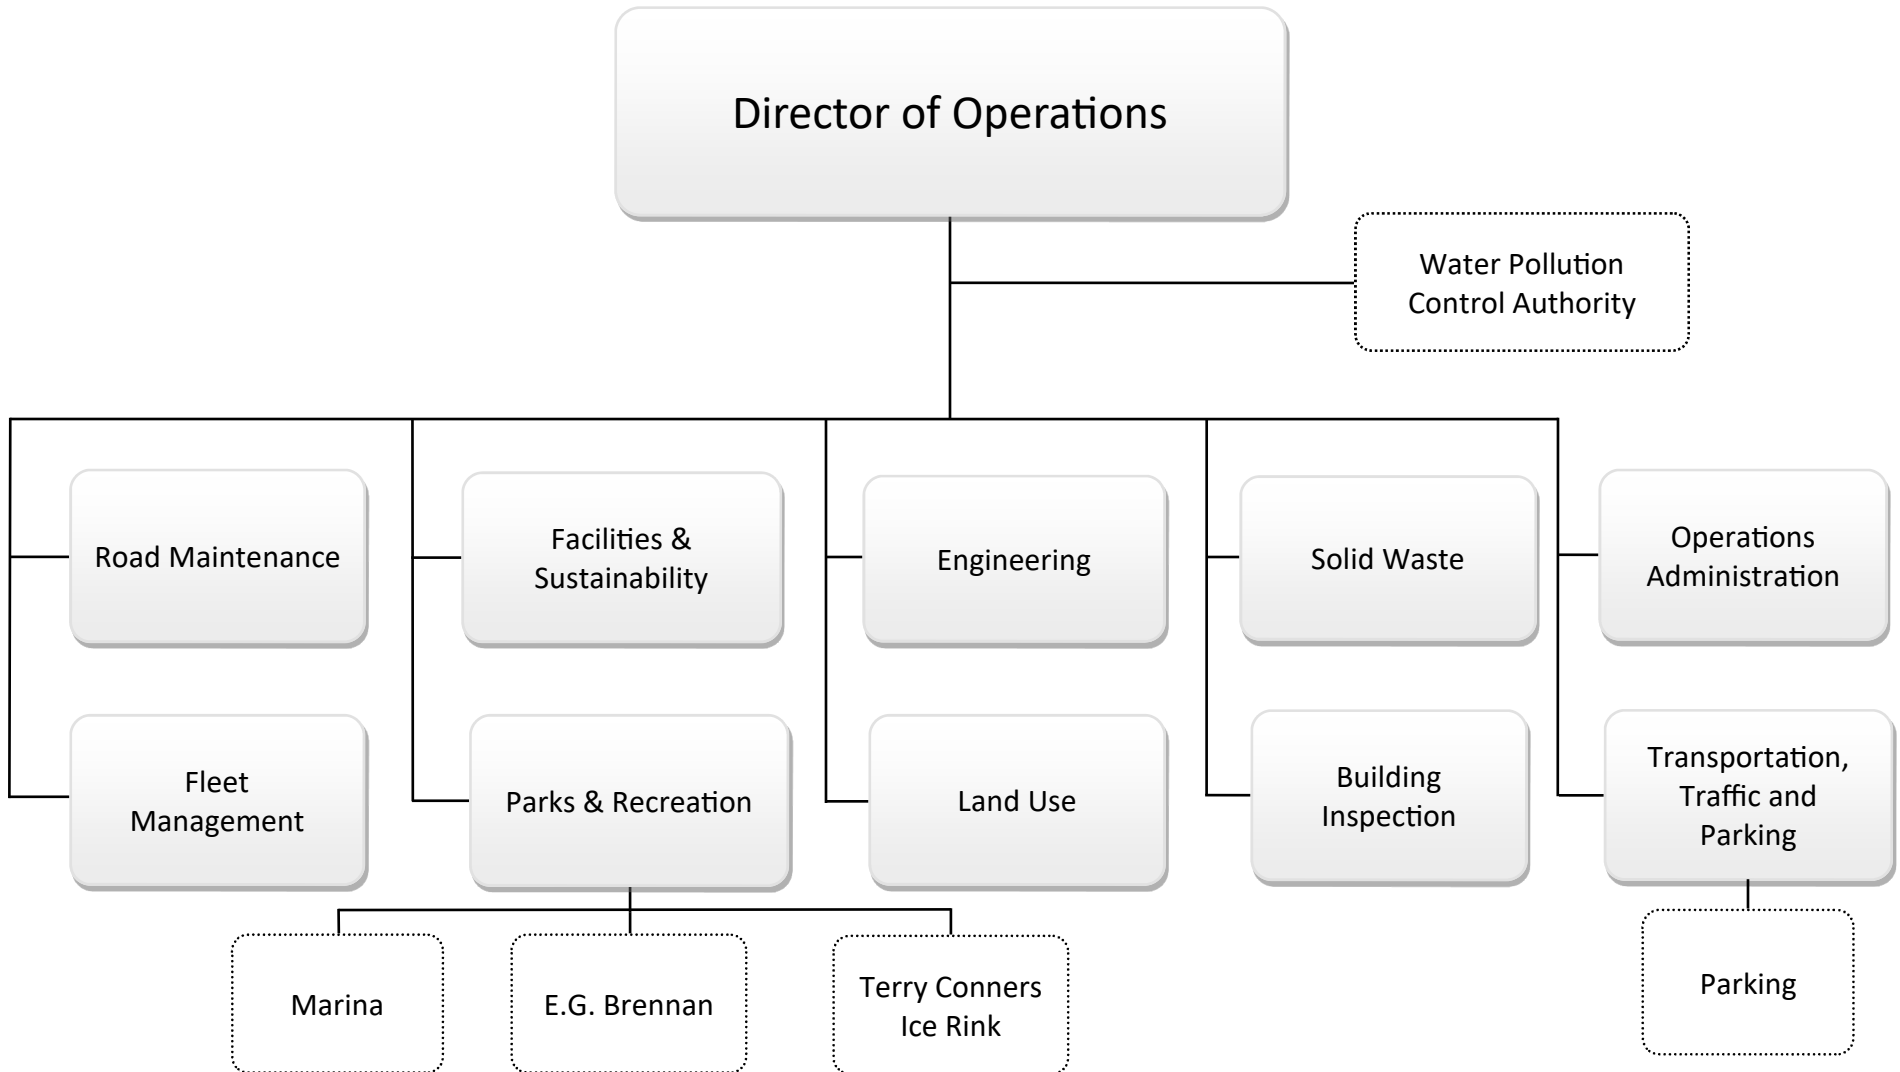 Director of Operations
Water Pollution
Control Authority
Road Maintenance
Facilities &
Sustainability
Engineering
Solid Waste
Operations
Administration
Fleet
Management
Parks & Recreation
Land Use
Building
Inspection
Transportation,
Traffic and
Parking
Marina
E.G. Brennan
Terry Conners
Ice Rink
Parking